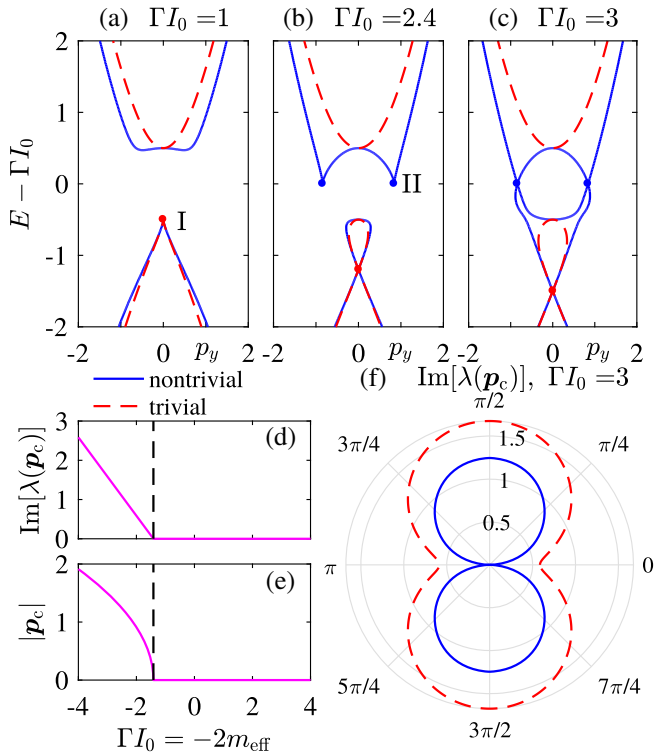 (a) ΓI₀ = 1 (b) ΓI₀ = 2.4 (c) ΓI₀ = 3
2
1
0
-1
-2
E − ΓI₀
I
II
-2 0 p_y 2
-2 0 p_y 2
-2 0 p_y 2
nontrivial
trivial
(d)
3
2
1
0
Im[λ(p_c)]
(e)
2
1
0
|p_c|
-4 -2 0 2 4
ΓI₀ = −2m_eff
(f) Im[λ(p_c)], ΓI₀ = 3
π/2
3π/4 π/4
1.5
1
0.5
π 0
5π/4 7π/4
3π/2